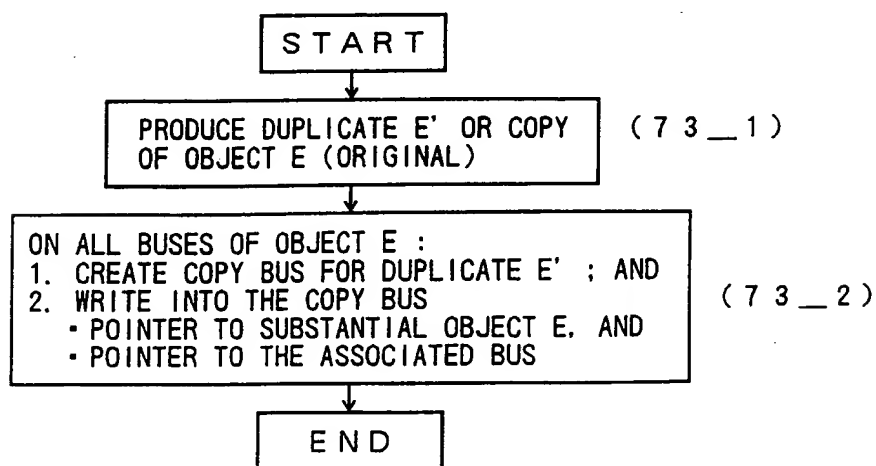 START
PRODUCE DUPLICATE E' OR COPY
OF OBJECT E (ORIGINAL)
(73_1)
ON ALL BUSES OF OBJECT E :
1. CREATE COPY BUS FOR DUPLICATE E' ; AND
2. WRITE INTO THE COPY BUS
▪ POINTER TO SUBSTANTIAL OBJECT E. AND
▪ POINTER TO THE ASSOCIATED BUS
(73_2)
END